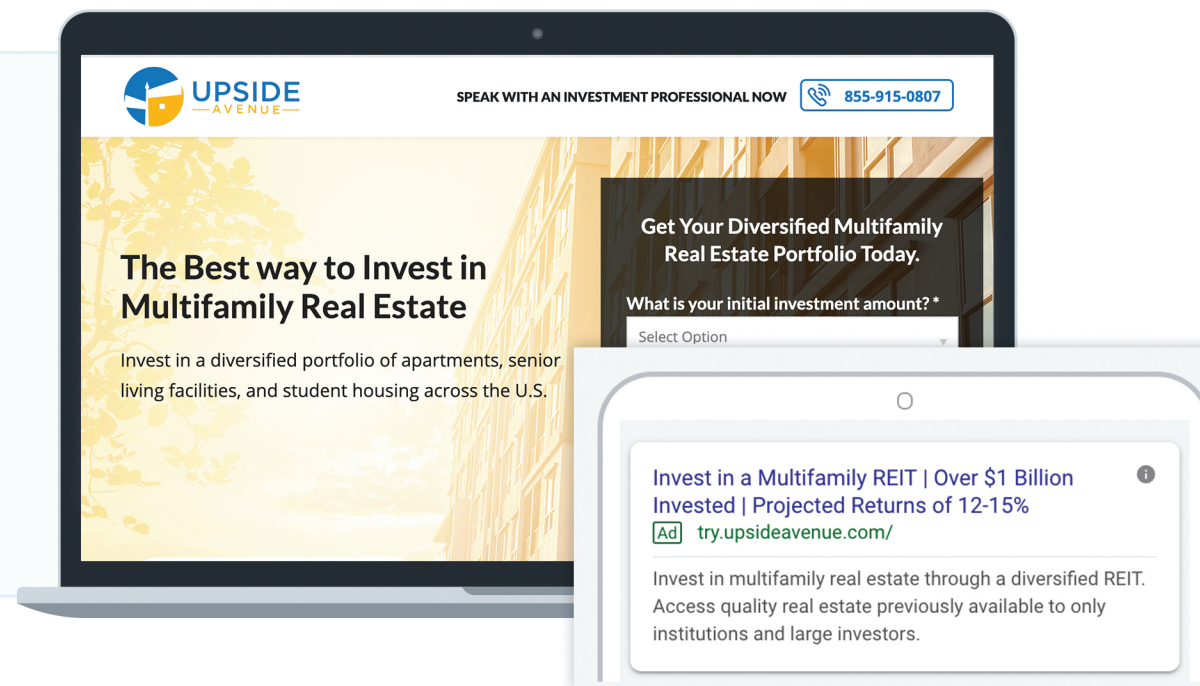 UPSIDE
AVENUE
SPEAK WITH AN INVESTMENT PROFESSIONAL NOW
855-915-0807
The Best way to Invest in
Multifamily Real Estate
Invest in a diversified portfolio of apartments, senior
living facilities, and student housing across the U.S.
Get Your Diversified Multifamily
Real Estate Portfolio Today.
What is your initial investment amount? *
Select Option
Invest in a Multifamily REIT | Over $1 Billion
Invested | Projected Returns of 12-15%
Ad try.upsideavenue.com/
Invest in multifamily real estate through a diversified REIT.
Access quality real estate previously available to only
institutions and large investors.